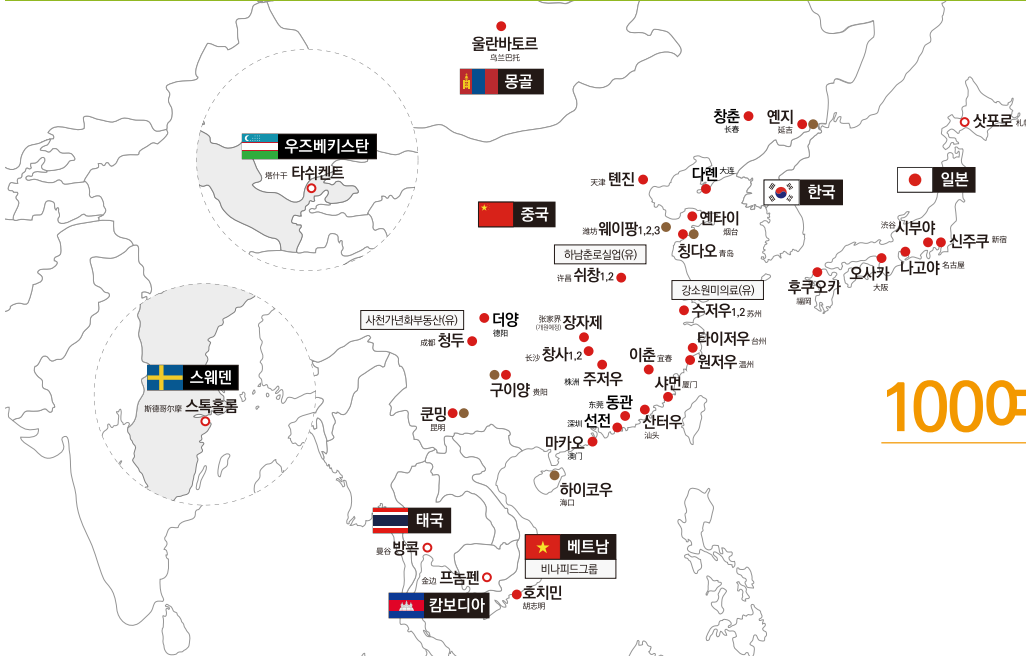 울란바토르
乌兰巴托
몽골
우즈베키스탄
塔什干 타쉬켄트
창춘
长春
옌지
延吉
삿포로
톈진
天津
다롄 大连
한국
일본
중국
옌타이
烟台
潍坊 웨이팡1,2,3
칭다오 青岛
渋谷 시부야
신주쿠 新宿
나고야 名古屋
오사카
大阪
후쿠오카
福岡
하남춘로실업(유)
许昌 쉬창1,2
강소원미의료(유)
수저우1,2 苏州
사천가년화부동산(유)
더양
德阳
成都 청두
张家界 장자제
(개원예정)
타이저우 台州
长沙 창사1,2
이춘 宜春
원저우 温州
株洲 주저우
샤먼 厦门
구이양 贵阳
스웨덴
斯德哥尔摩 스톡홀롬
쿤밍
昆明
东莞 동관
深圳 선전
산터우
汕头
1000
마카오
澳门
하이코우
海口
태국
曼谷 방콕
베트남
비나피드그룹
金边 프놈펜
호치민
胡志明
캄보디아